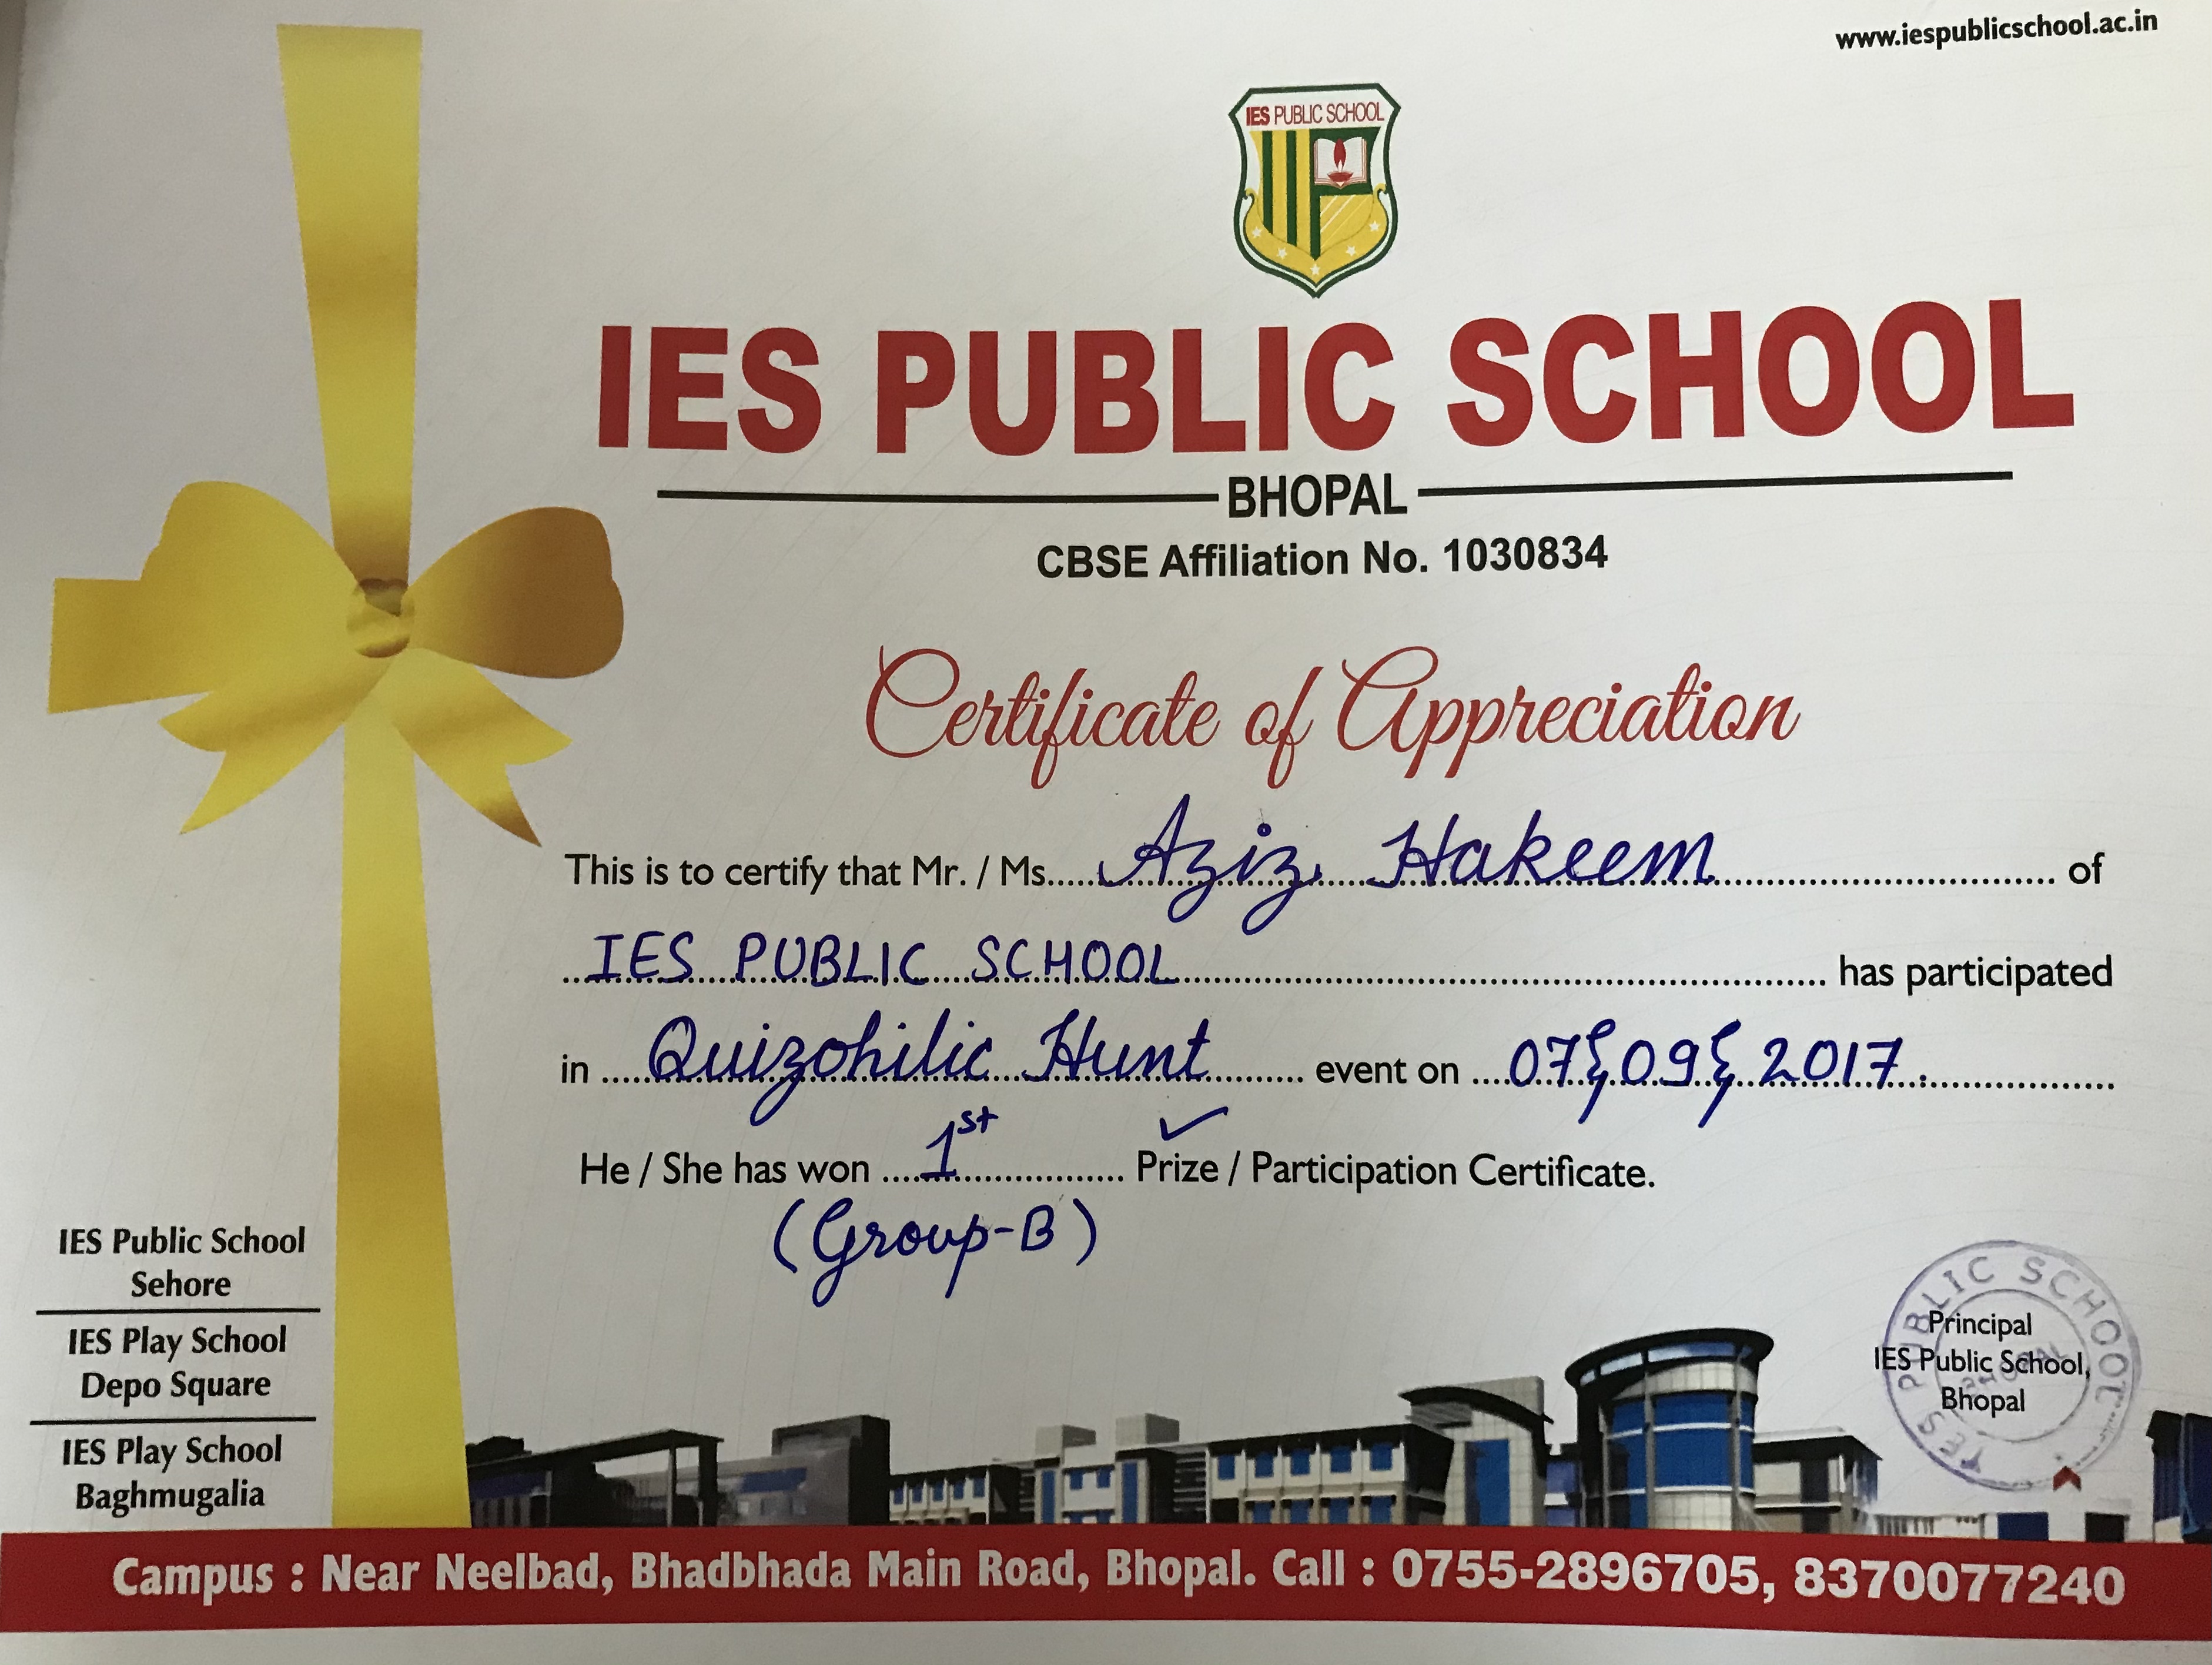 www.iespublicschool.ac.in
IES PUBLIC SCHOOL
IES PUBLIC SCHOOL
BHOPAL
CBSE Affiliation No. 1030834
Certificate of Appreciation
This is to certify that Mr. / Ms..... Aziz Hakeem .......... of
IES PUBLIC SCHOOL .......... has participated
in ..... Quizohilic Hunt .......... event on .... 07/09/2017.
He / She has won .... 1st .......... Prize / Participation Certificate.
(Group-B)
IES Public School
Sehore
IES Play School
Depo Square
IES Play School
Baghmugalia
IES PUBLIC SCHOOL
BHOPAL
Principal
IES Public School,
Bhopal
Campus : Near Neelbad, Bhadbhada Main Road, Bhopal. Call : 0755-2896705, 8370077240